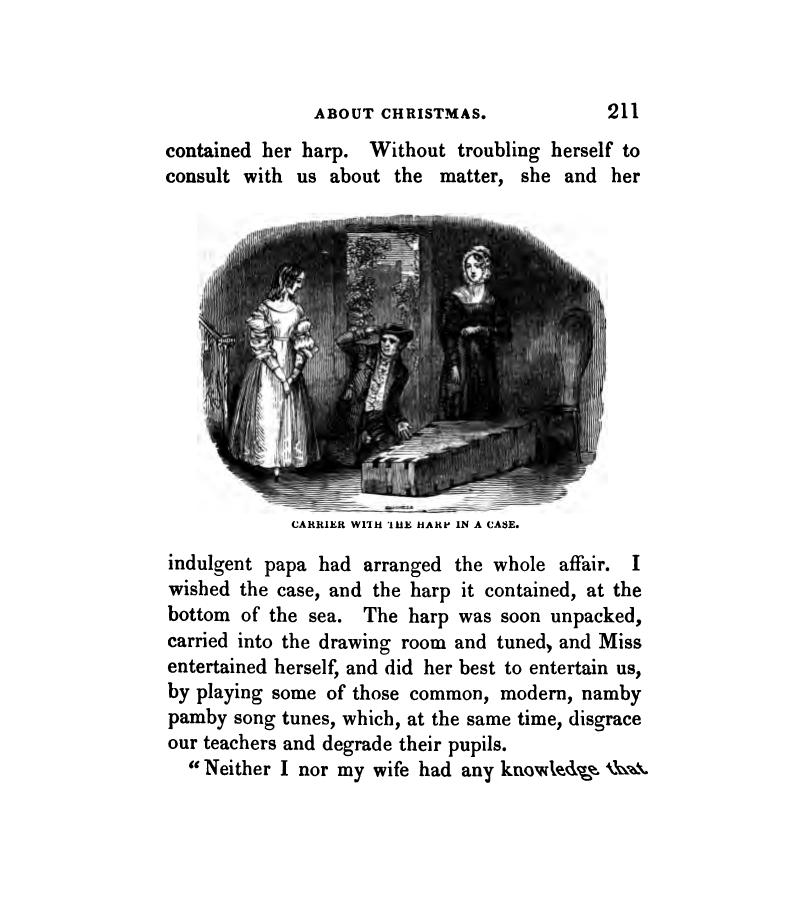 ABOUT CHRISTMAS. 211
contained her harp. Without troubling herself to
consult with us about the matter, she and her
CARRIER WITH THE HARP IN A CASE.
indulgent papa had arranged the whole affair. I
wished the case, and the harp it contained, at the
bottom of the sea. The harp was soon unpacked,
carried into the drawing room and tuned, and Miss
entertained herself, and did her best to entertain us,
by playing some of those common, modern, namby
pamby song tunes, which, at the same time, disgrace
our teachers and degrade their pupils.
“Neither I nor my wife had any knowledge that